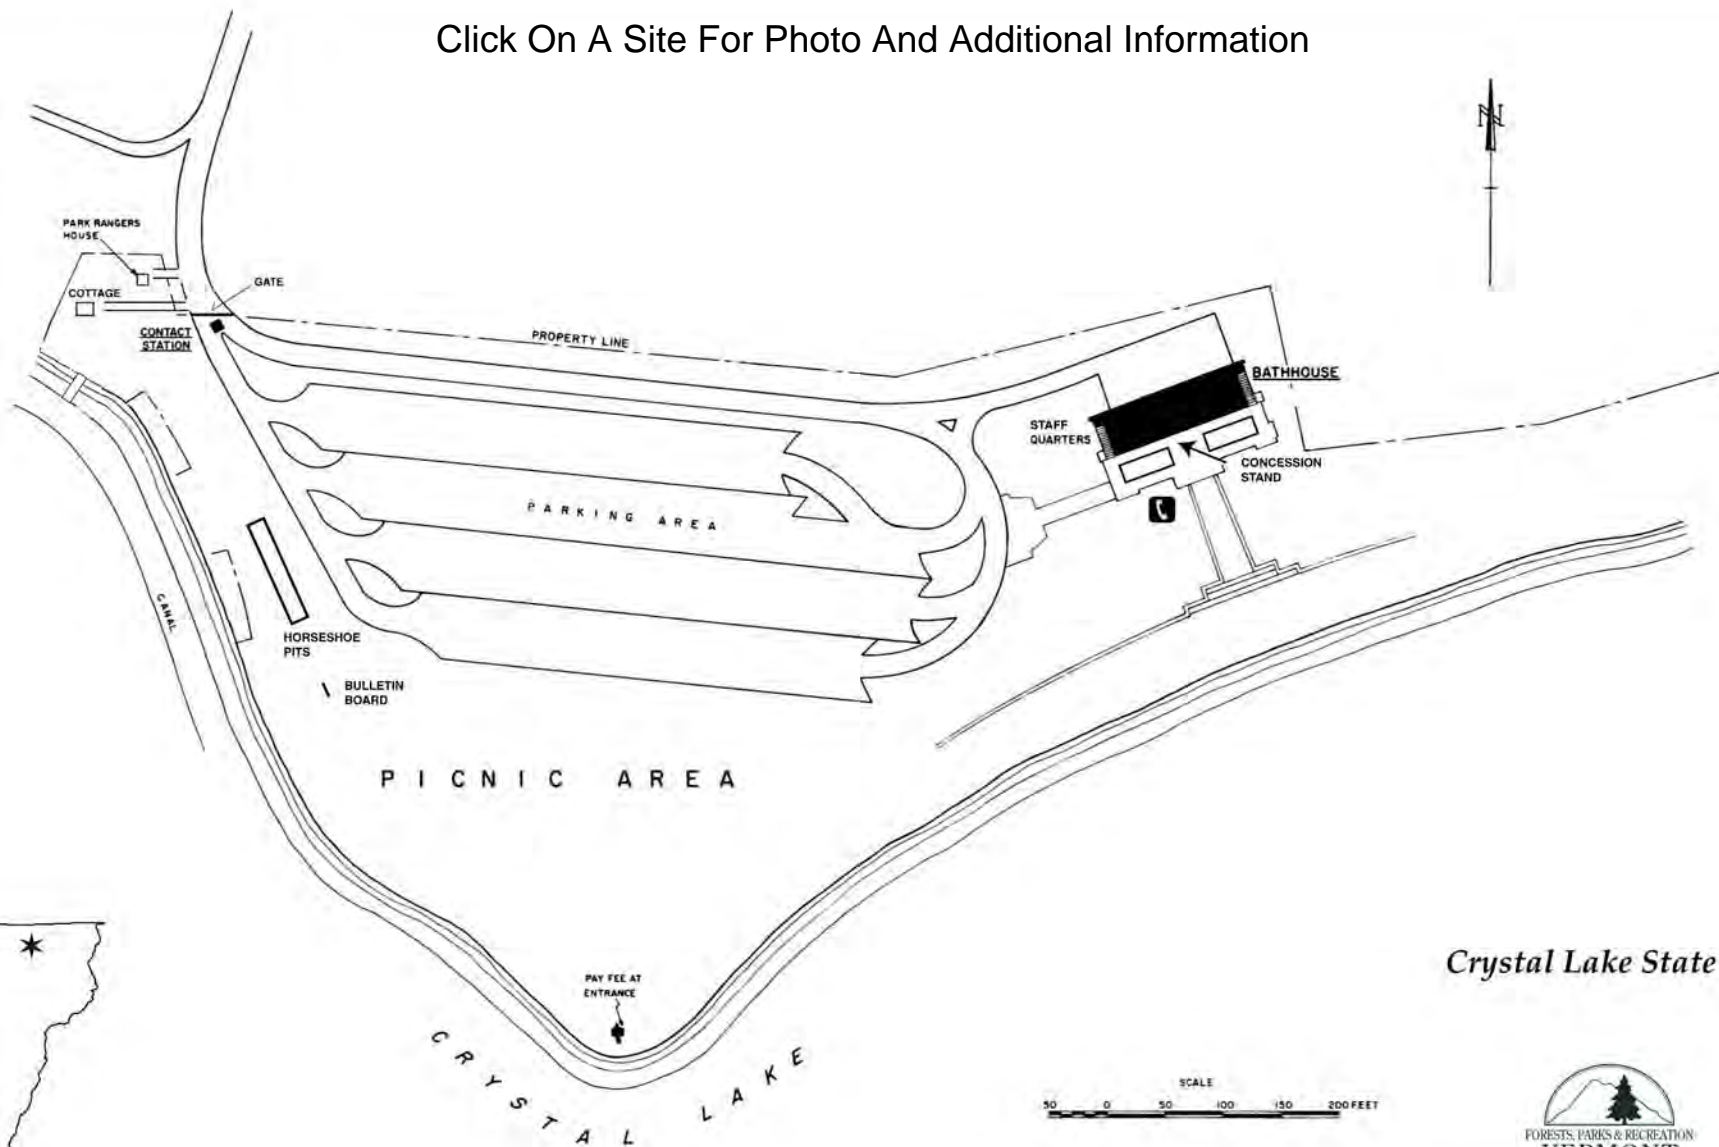 Click On A Site For Photo And Additional Information
N
PARK RANGERS
HOUSE
GATE
COTTAGE
CONTACT
STATION
PROPERTY LINE
BATHHOUSE
STAFF
QUARTERS
CONCESSION
STAND
PARKING AREA
CANAL
HORSESHOE
PITS
BULLETIN
BOARD
PICNIC AREA
Crystal Lake State
PAY FEE AT
ENTRANCE
CRYSTAL LAKE
SCALE
50 0 50 100 150 200 FEET
FORESTS, PARKS & RECREATION
VERMONT